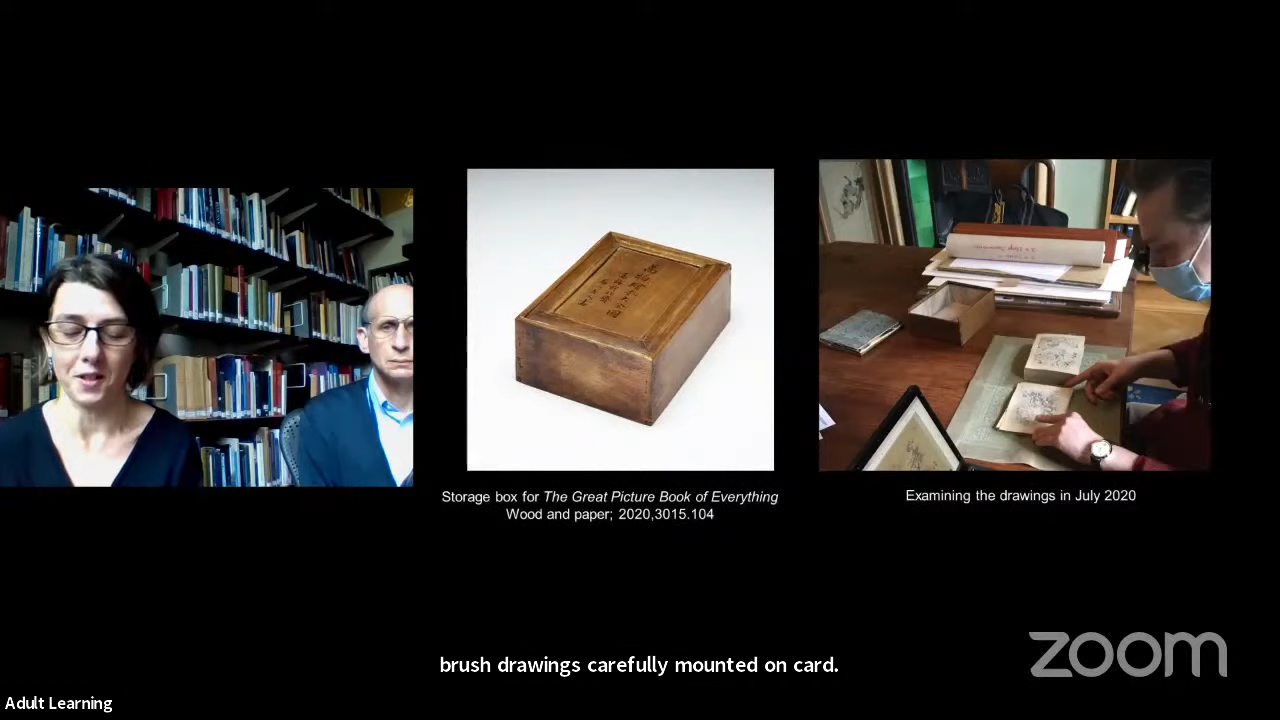 Storage box for The Great Picture Book of Everything
Wood and paper; 2020,3015.104
Examining the drawings in July 2020
brush drawings carefully mounted on card.
zoom
Adult Learning